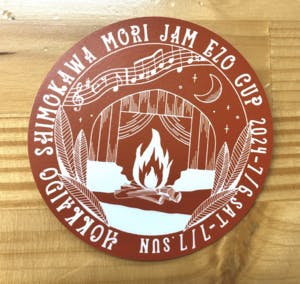 HOKKAIDO SHIMOKAWA MORI JAM EZO CUP 2024-7/6.SAT-7/7.SUN